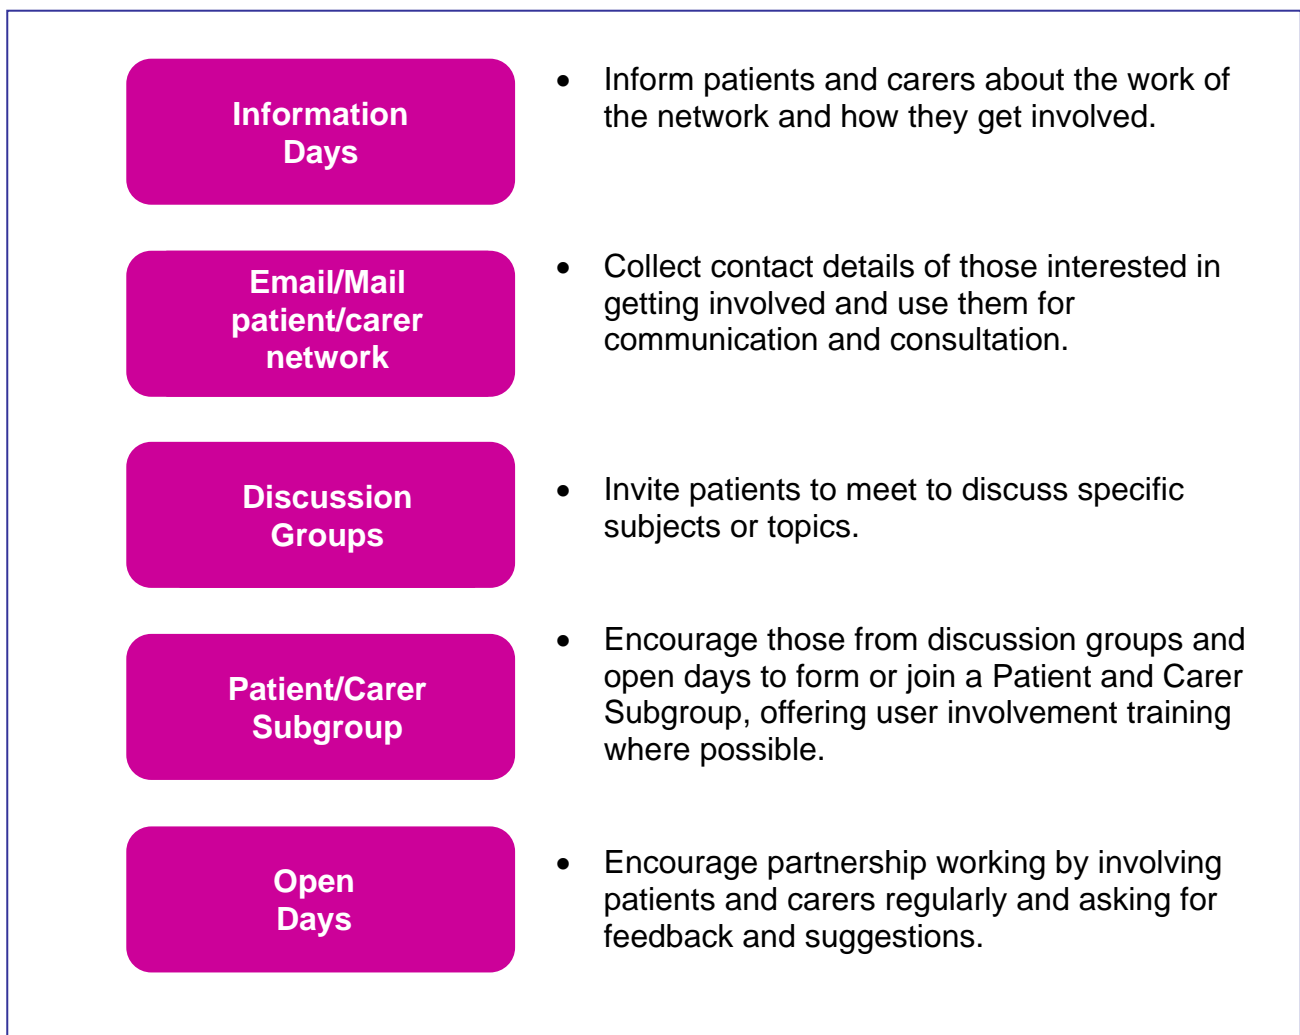 Information
Days
• Inform patients and carers about the work of
the network and how they get involved.
Email/Mail
patient/carer
network
• Collect contact details of those interested in
getting involved and use them for
communication and consultation.
Discussion
Groups
• Invite patients to meet to discuss specific
subjects or topics.
Patient/Carer
Subgroup
• Encourage those from discussion groups and
open days to form or join a Patient and Carer
Subgroup, offering user involvement training
where possible.
Open
Days
• Encourage partnership working by involving
patients and carers regularly and asking for
feedback and suggestions.